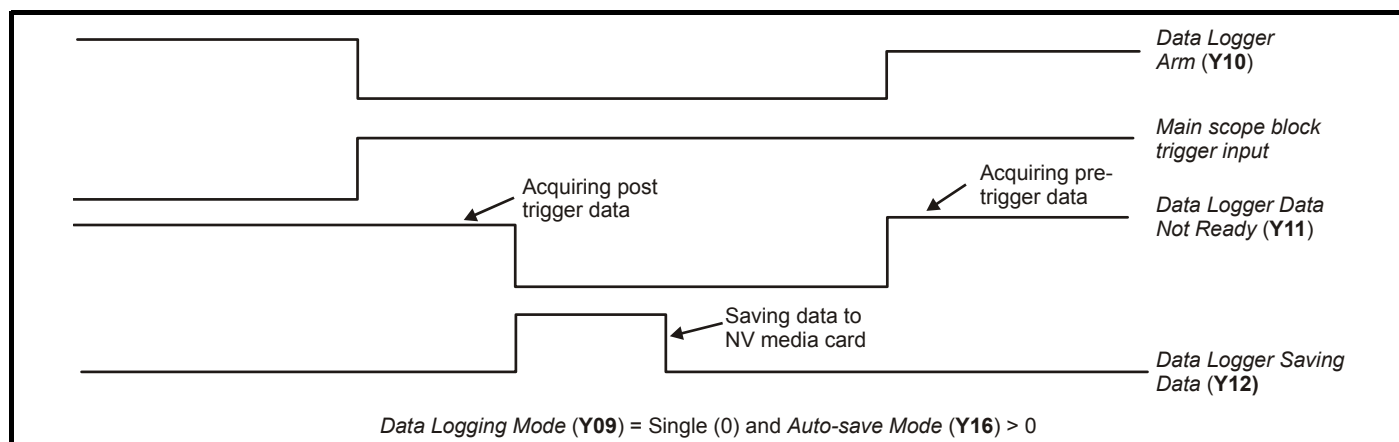 Data Logger
Arm (Y10)
Main scope block
trigger input
Acquiring post
trigger data
Acquiring pre-
trigger data
Data Logger Data
Not Ready (Y11)
Saving data to
NV media card
Data Logger Saving
Data (Y12)
Data Logging Mode (Y09) = Single (0) and Auto-save Mode (Y16) > 0